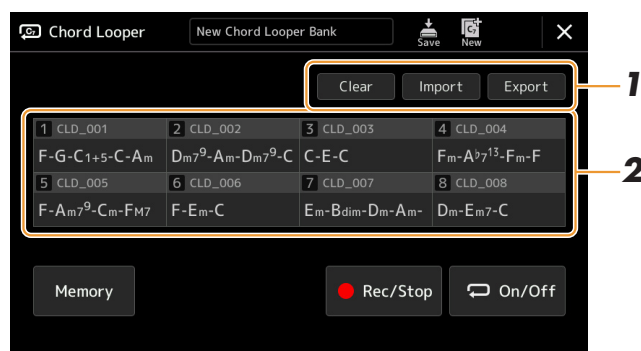 C7 Chord Looper New Chord Looper Bank Save C7 New
Clear Import Export 1
1 CLD_001 2 CLD_002 3 CLD_003 4 CLD_004
F-G-C1+5-C-Am Dm7⁹-Am-Dm7⁹-C C-E-C Fm-A♭7¹³-Fm-F
2
5 CLD_005 6 CLD_006 7 CLD_007 8 CLD_008
F-Am7⁹-Cm-FM7 F-Em-C Em-Bdim-Dm-Am- Dm-Em7-C
Memory Rec/Stop On/Off